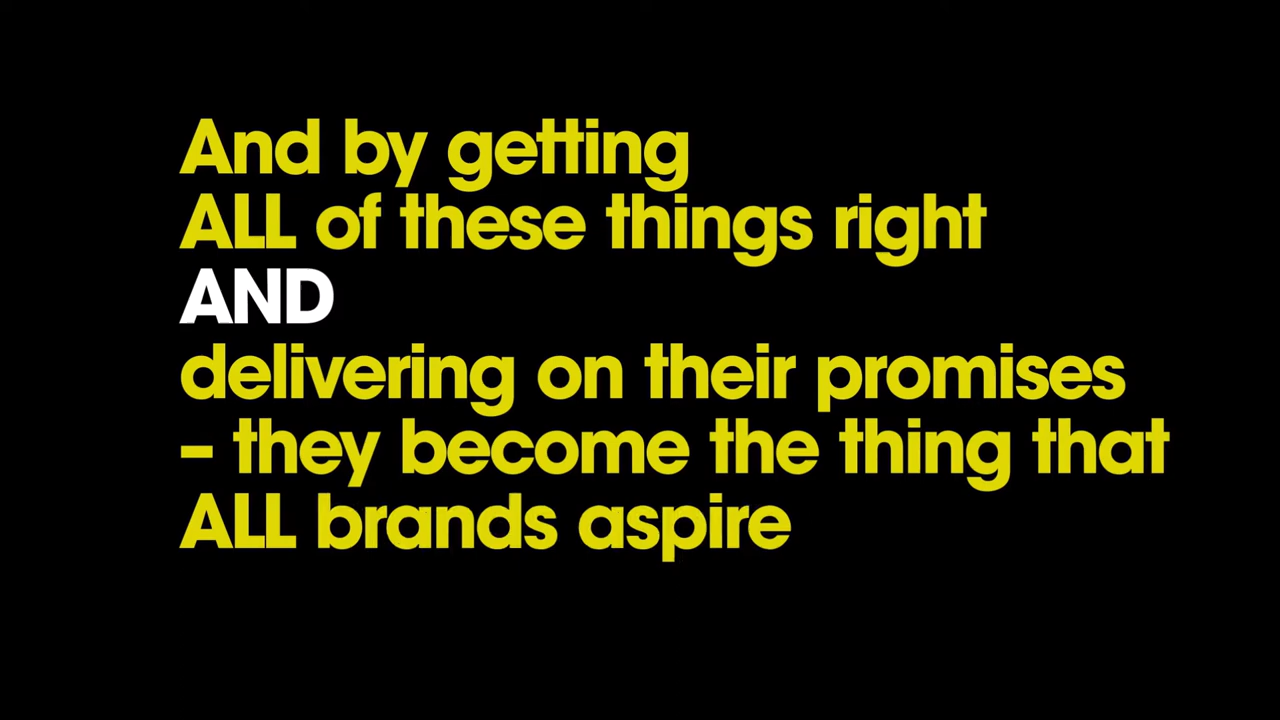 And by getting
ALL of these things right
AND
delivering on their promises
– they become the thing that
ALL brands aspire